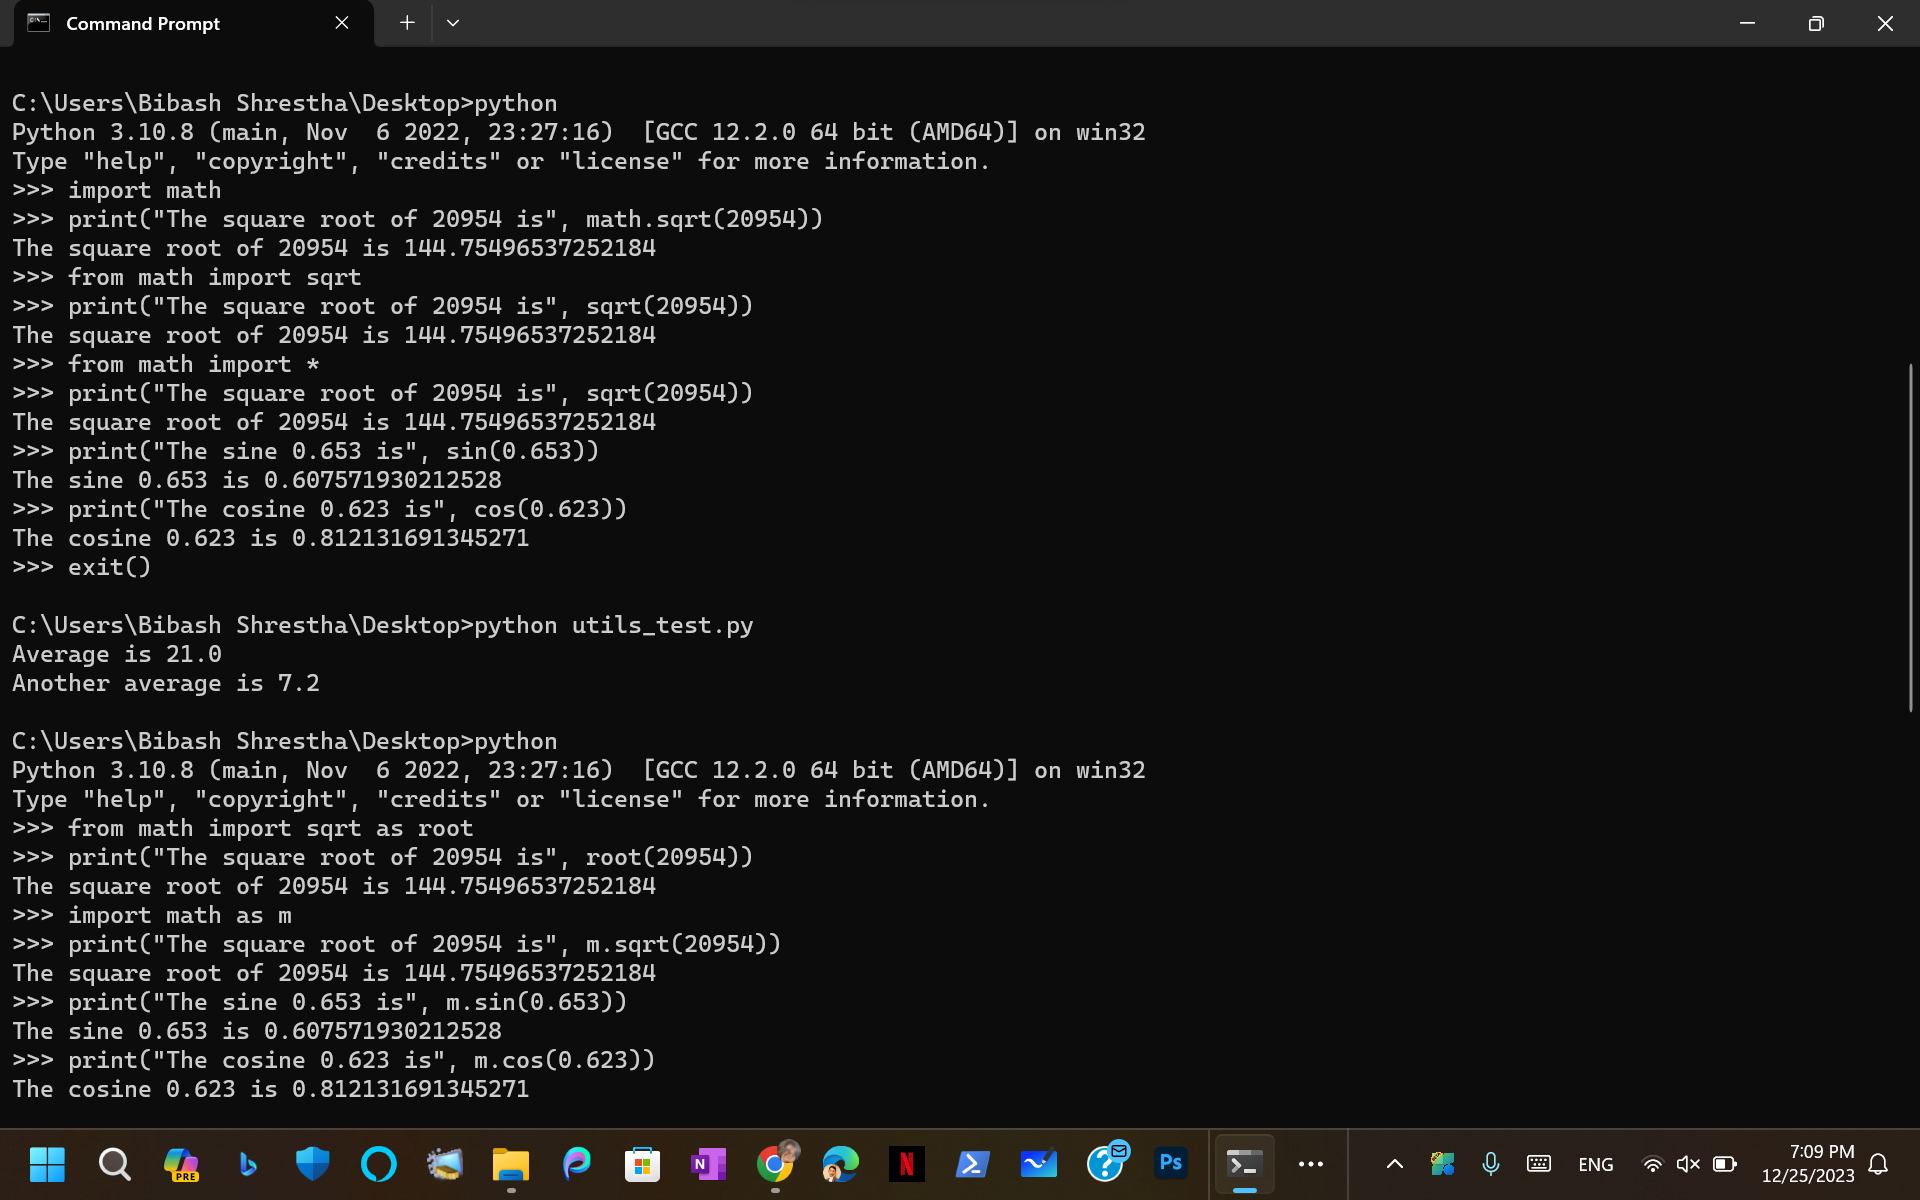 Command Prompt
C:\Users\Bibash Shrestha\Desktop>python
Python 3.10.8 (main, Nov  6 2022, 23:27:16)  [GCC 12.2.0 64 bit (AMD64)] on win32
Type "help", "copyright", "credits" or "license" for more information.
>>> import math
>>> print("The square root of 20954 is", math.sqrt(20954))
The square root of 20954 is 144.75496537252184
>>> from math import sqrt
>>> print("The square root of 20954 is", sqrt(20954))
The square root of 20954 is 144.75496537252184
>>> from math import *
>>> print("The square root of 20954 is", sqrt(20954))
The square root of 20954 is 144.75496537252184
>>> print("The sine 0.653 is", sin(0.653))
The sine 0.653 is 0.607571930212528
>>> print("The cosine 0.623 is", cos(0.623))
The cosine 0.623 is 0.812131691345271
>>> exit()
C:\Users\Bibash Shrestha\Desktop>python utils_test.py
Average is 21.0
Another average is 7.2
C:\Users\Bibash Shrestha\Desktop>python
Python 3.10.8 (main, Nov  6 2022, 23:27:16)  [GCC 12.2.0 64 bit (AMD64)] on win32
Type "help", "copyright", "credits" or "license" for more information.
>>> from math import sqrt as root
>>> print("The square root of 20954 is", root(20954))
The square root of 20954 is 144.75496537252184
>>> import math as m
>>> print("The square root of 20954 is", m.sqrt(20954))
The square root of 20954 is 144.75496537252184
>>> print("The sine 0.653 is", m.sin(0.653))
The sine 0.653 is 0.607571930212528
>>> print("The cosine 0.623 is", m.cos(0.623))
The cosine 0.623 is 0.812131691345271
PRE
N
N
Ps
ENG
7:09 PM
12/25/2023